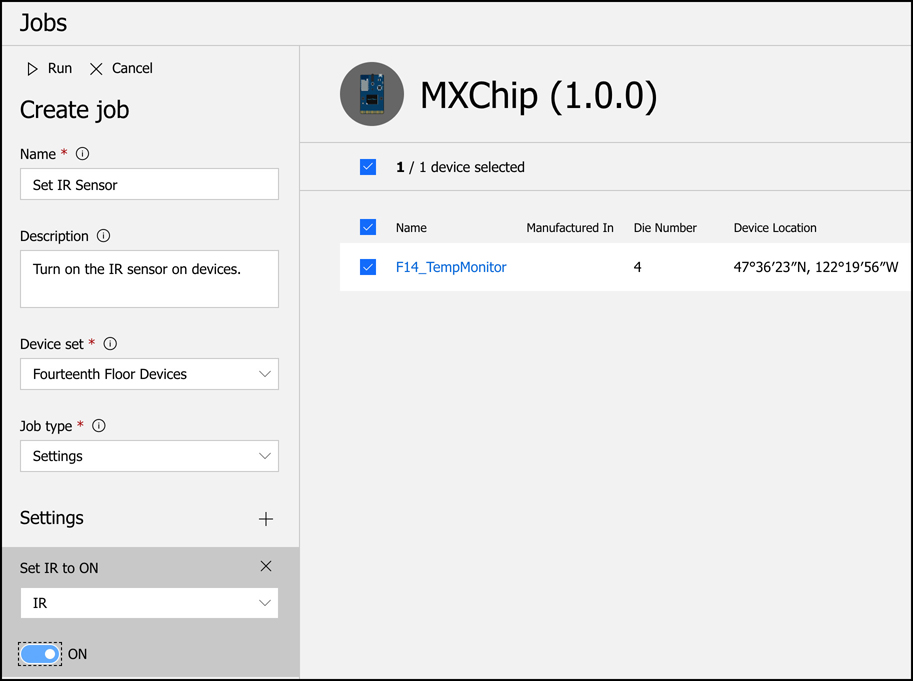 Jobs
Run Cancel
Create job
Name *
Set IR Sensor
Description
Turn on the IR sensor on devices.
Device set *
Fourteenth Floor Devices
Job type *
Settings
Settings
Set IR to ON
IR
ON
MXChip (1.0.0)
1 / 1 device selected
Name Manufactured In Die Number Device Location
F14_TempMonitor 4 47°36′23″N, 122°19′56″W